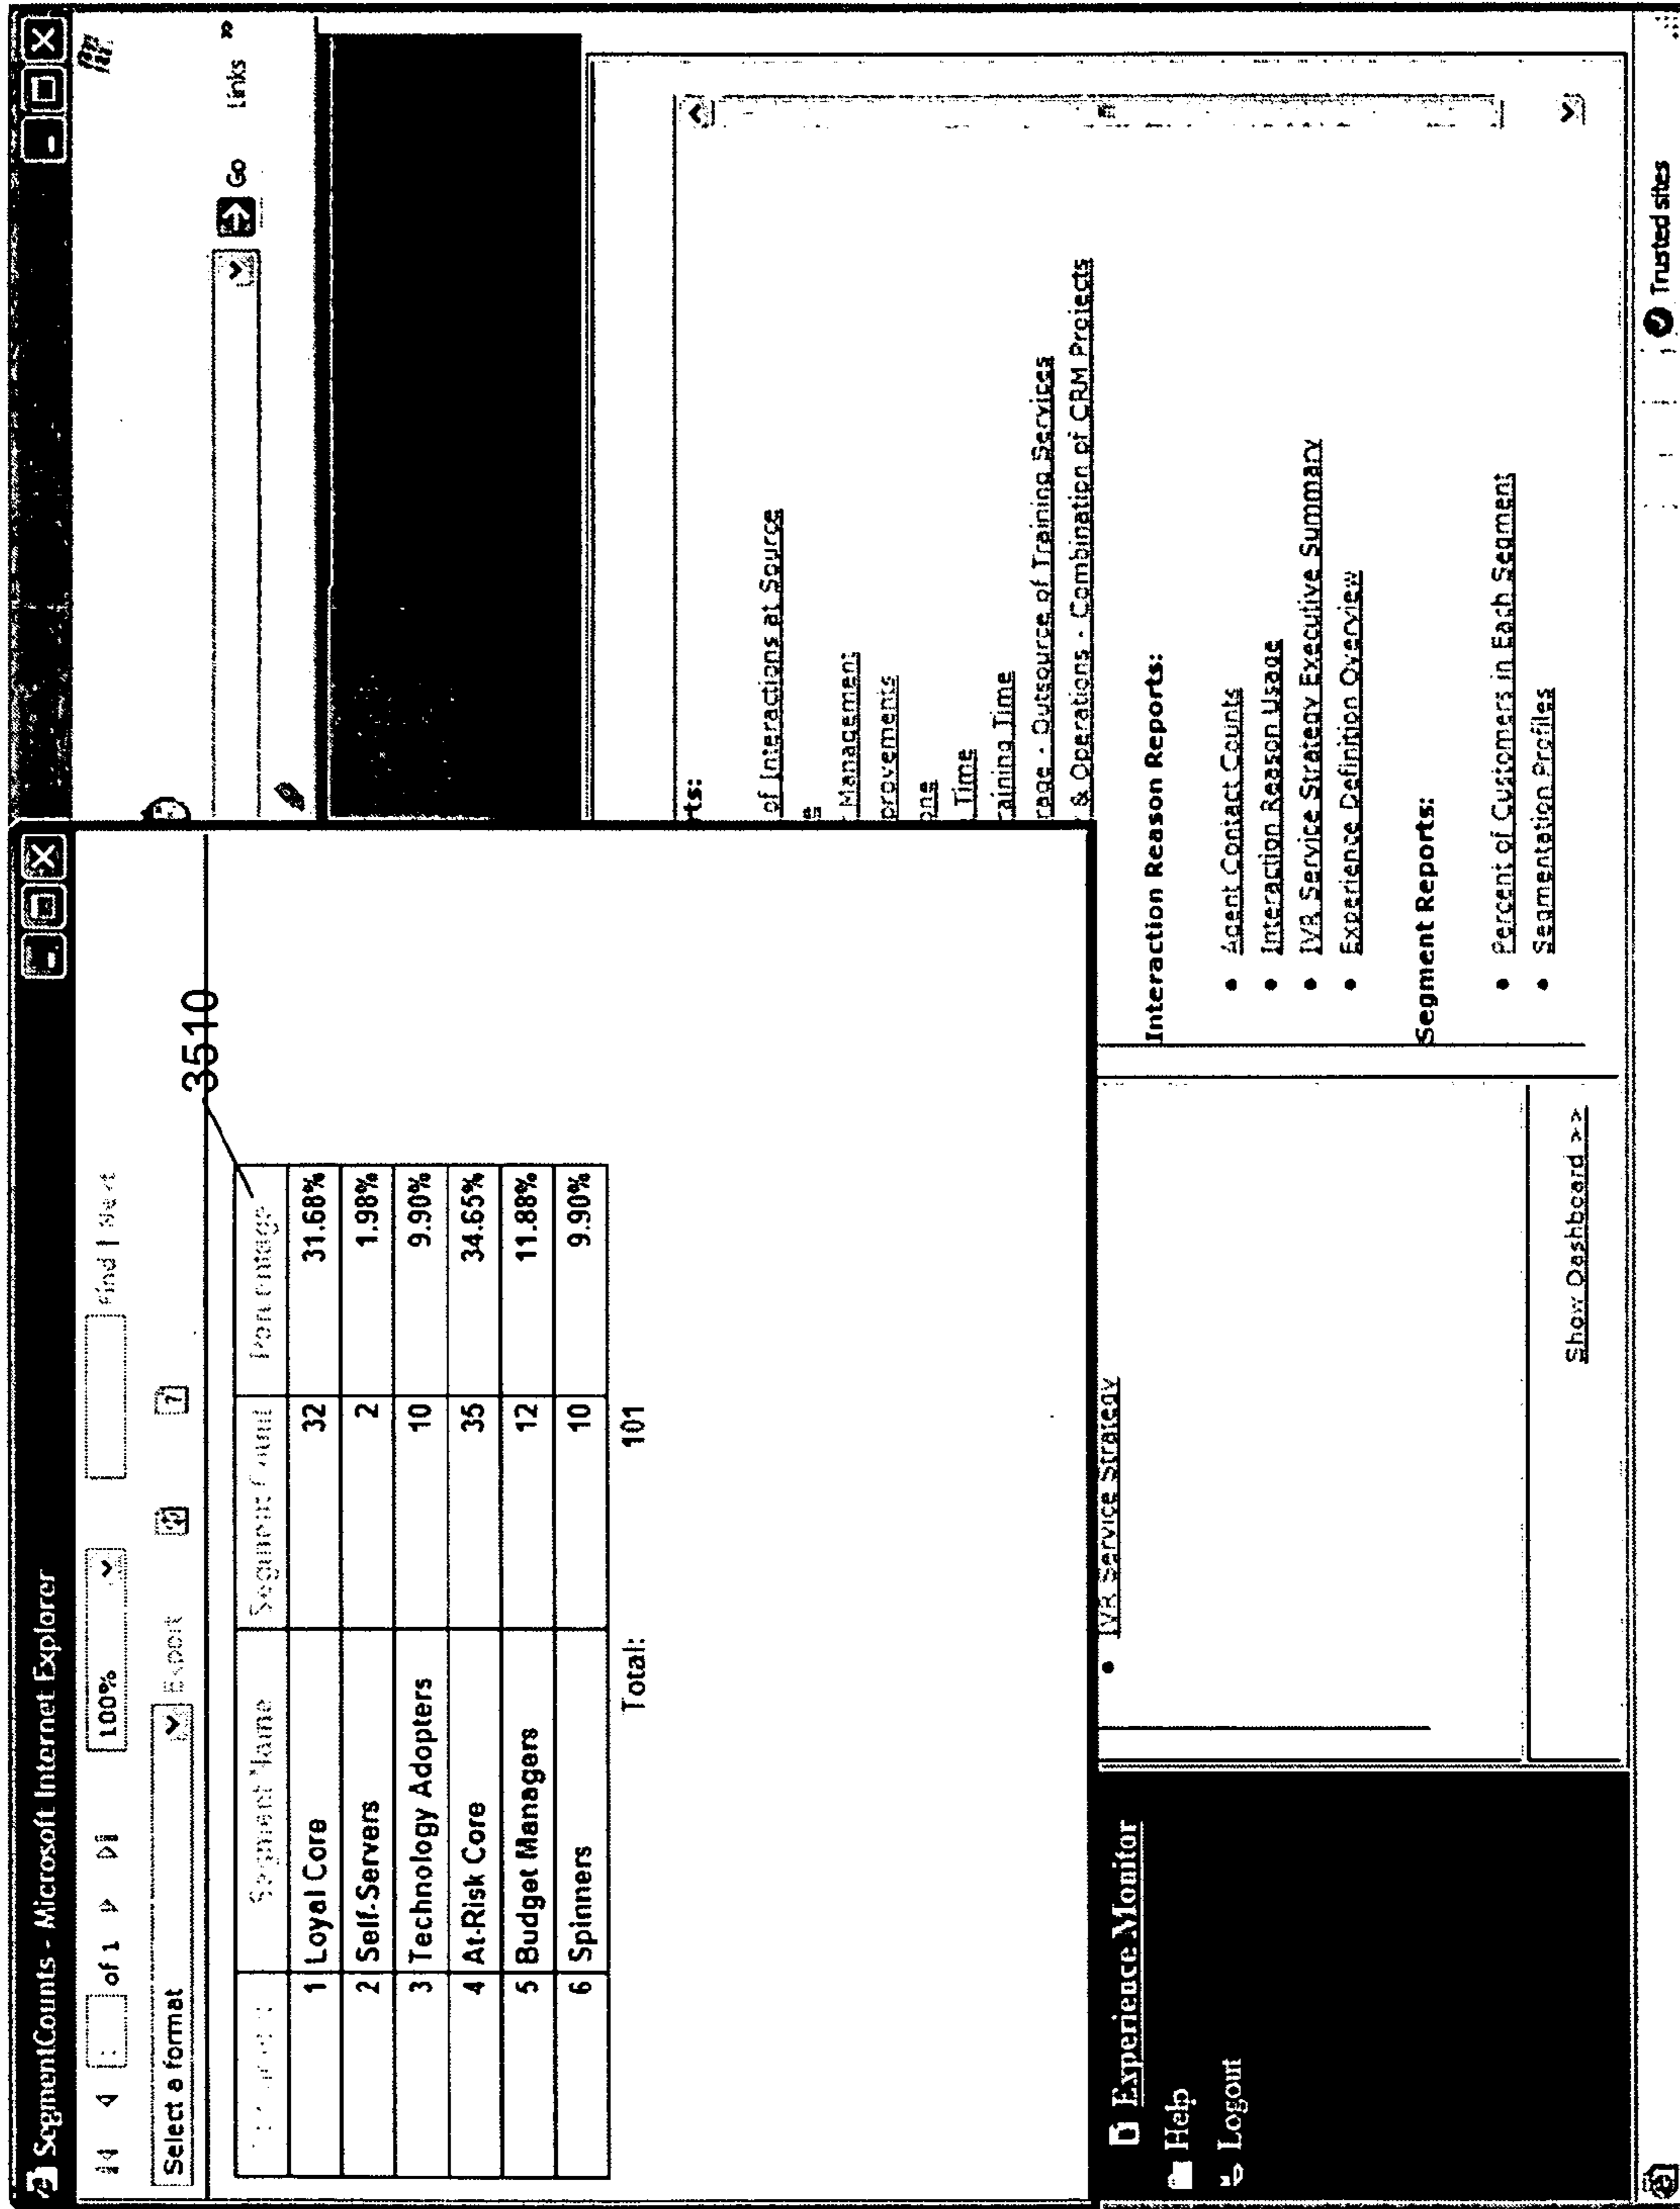 SegmentCounts - Microsoft Internet Explorer
of 1 100% Find | Next
Select a format Export
3510
Segment Name Segment Count Percentage
1 Loyal Core 32 31.68%
2 Self-Servers 2 1.98%
3 Technology Adopters 10 9.90%
4 At-Risk Core 35 34.65%
5 Budget Managers 12 11.88%
6 Spinners 10 9.90%
Total: 101
Go Links »
rts:
of Interactions at Source
e
Management
provements
one
Time
aining Time
rage - Outsource of Training Services
& Operations - Combination of CRM Projects
Interaction Reason Reports:
• Agent Contact Counts
• Interaction Reason Usage
• IVR Service Strategy Executive Summary
• Experience Definition Overview
Segment Reports:
• Percent of Customers in Each Segment
• Segmentation Profiles
• IVR Service Strategy
Show Dashboard >>
Experience Monitor
Help
Logout
Trusted sites